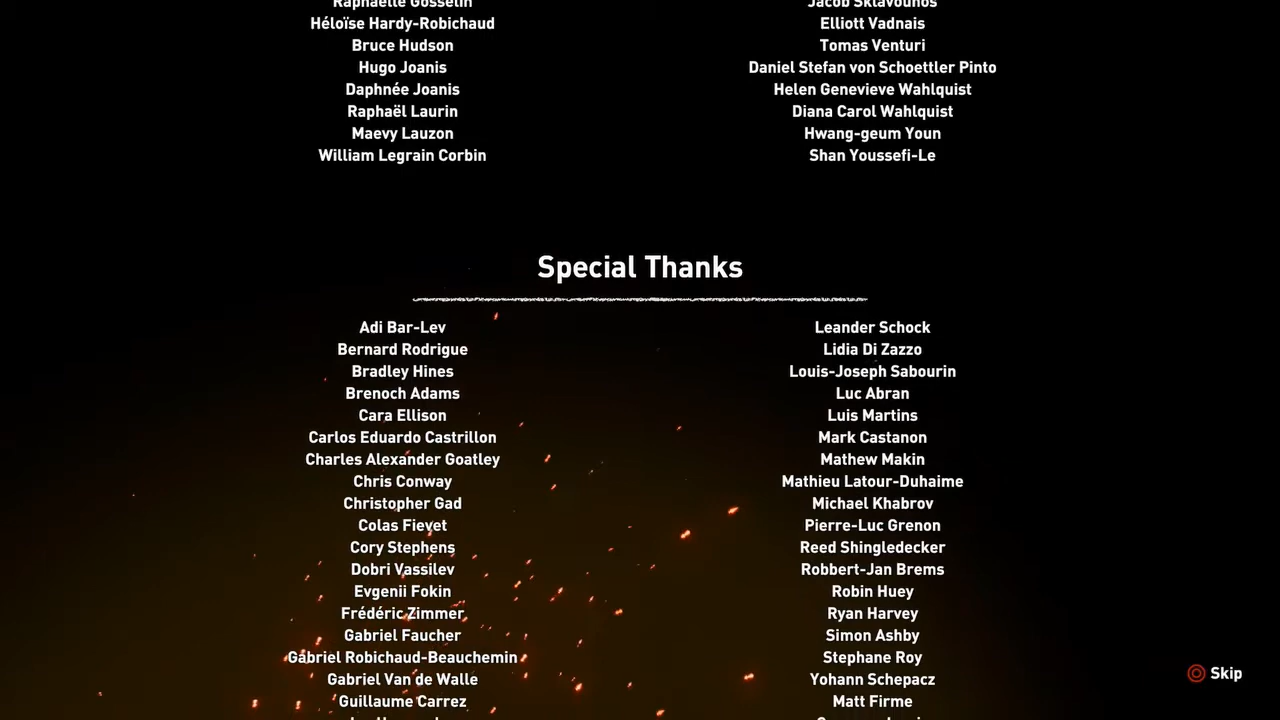 Raphaëlle Gosselin
Héloïse Hardy-Robichaud
Bruce Hudson
Hugo Joanis
Daphnée Joanis
Raphaël Laurin
Maevy Lauzon
William Legrain Corbin
Jacob Sklavounos
Elliott Vadnais
Tomas Venturi
Daniel Stefan von Schoettler Pinto
Helen Genevieve Wahlquist
Diana Carol Wahlquist
Hwang-geum Youn
Shan Youssefi-Le
Special Thanks
Adi Bar-Lev
Bernard Rodrigue
Bradley Hines
Brenoch Adams
Cara Ellison
Carlos Eduardo Castrillon
Charles Alexander Goatley
Chris Conway
Christopher Gad
Colas Fievet
Cory Stephens
Dobri Vassilev
Evgenii Fokin
Frédéric Zimmer
Gabriel Faucher
Gabriel Robichaud-Beauchemin
Gabriel Van de Walle
Guillaume Carrez
Leander Schock
Lidia Di Zazzo
Louis-Joseph Sabourin
Luc Abran
Luis Martins
Mark Castanon
Mathew Makin
Mathieu Latour-Duhaime
Michael Khabrov
Pierre-Luc Grenon
Reed Shingledecker
Robbert-Jan Brems
Robin Huey
Ryan Harvey
Simon Ashby
Stephane Roy
Yohann Schepacz
Matt Firme
Skip